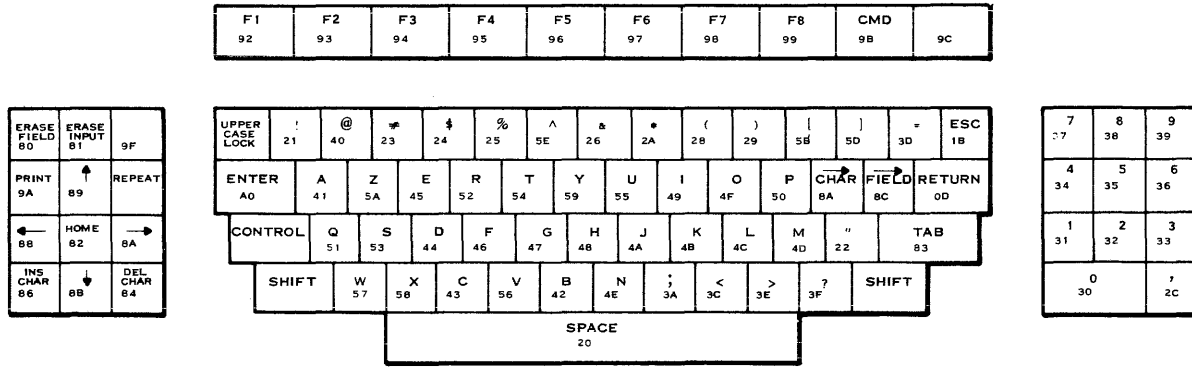 F1 F2 F3 F4 F5 F6 F7 F8 CMD
92 93 94 95 96 97 98 99 9B 9C
ERASE FIELD 80 ERASE INPUT 81 9F
PRINT 9A ↑ 89 REPEAT
← 88 HOME 82 → 8A
INS CHAR 86 ↓ 8B DEL CHAR 84
UPPER CASE LOCK ! @ ≠ $ % ^ & * ( ) [ ] = ESC
21 40 23 24 25 5E 26 2A 28 29 5B 5D 3D 1B
ENTER A Z E R T Y U I O P → CHAR → FIELD RETURN
A0 41 5A 45 52 54 59 55 49 4F 50 8A 8C 0D
CONTROL Q S D F G H J K L M " TAB
51 53 44 46 47 48 4A 4B 4C 4D 22 83
SHIFT W X C V B N ; < > ? SHIFT
57 58 43 56 42 4E 3A 3C 3E 3F
SPACE
20
7 8 9
37 38 39
4 5 6
34 35 36
1 2 3
31 32 33
0 ,
30 2C